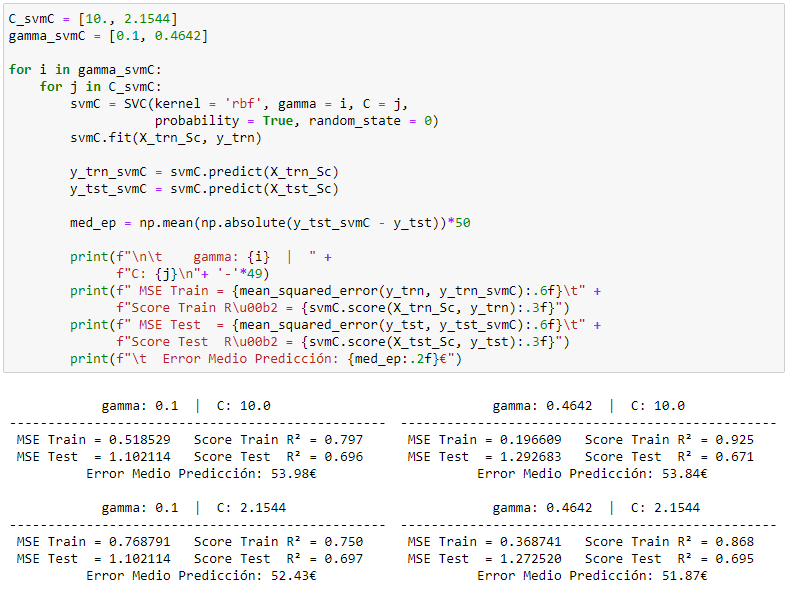 C_svmC = [10., 2.1544]
gamma_svmC = [0.1, 0.4642]
for i in gamma_svmC:
    for j in C_svmC:
        svmC = SVC(kernel = 'rbf', gamma = i, C = j,
                   probability = True, random_state = 0)
        svmC.fit(X_trn_Sc, y_trn)
        y_trn_svmC = svmC.predict(X_trn_Sc)
        y_tst_svmC = svmC.predict(X_tst_Sc)
        med_ep = np.mean(np.absolute(y_tst_svmC - y_tst))*50
        print(f"\n\t    gamma: {i}  |  " +
              f"C: {j}\n"+ '-'*49)
        print(f" MSE Train = {mean_squared_error(y_trn, y_trn_svmC):.6f}\t" +
              f"Score Train R\u00b2 = {svmC.score(X_trn_Sc, y_trn):.3f}")
        print(f" MSE Test  = {mean_squared_error(y_tst, y_tst_svmC):.6f}\t" +
              f"Score Test  R\u00b2 = {svmC.score(X_tst_Sc, y_tst):.3f}")
        print(f"\t  Error Medio Predicción: {med_ep:.2f}€")
gamma: 0.1  |  C: 10.0
-------------------------------------------------
MSE Train = 0.518529   Score Train R² = 0.797
MSE Test  = 1.102114   Score Test  R² = 0.696
Error Medio Predicción: 53.98€
gamma: 0.1  |  C: 2.1544
-------------------------------------------------
MSE Train = 0.768791   Score Train R² = 0.750
MSE Test  = 1.102114   Score Test  R² = 0.697
Error Medio Predicción: 52.43€
gamma: 0.4642  |  C: 10.0
-------------------------------------------------
MSE Train = 0.196609   Score Train R² = 0.925
MSE Test  = 1.292683   Score Test  R² = 0.671
Error Medio Predicción: 53.84€
gamma: 0.4642  |  C: 2.1544
-------------------------------------------------
MSE Train = 0.368741   Score Train R² = 0.868
MSE Test  = 1.272520   Score Test  R² = 0.695
Error Medio Predicción: 51.87€